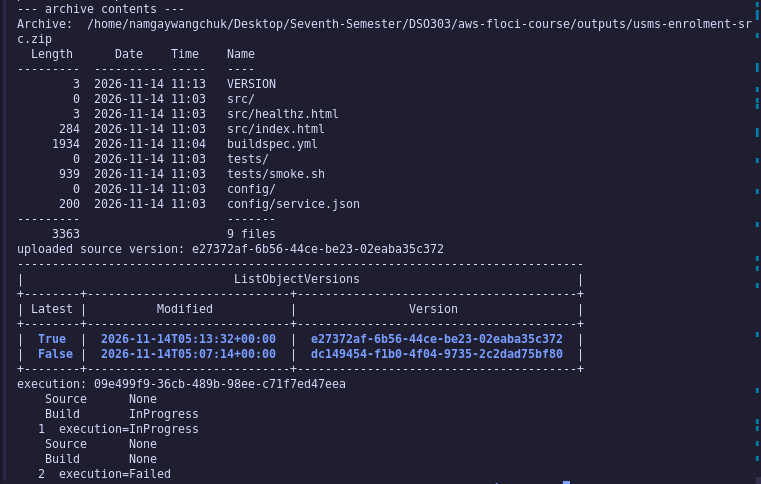 --- archive contents ---
Archive:  /home/namgaywangchuk/Desktop/Seventh-Semester/DSO303/aws-floci-course/outputs/usms-enrolment-sr
c.zip
  Length      Date    Time    Name
---------  ---------- -----   ----
        3  2026-11-14 11:13   VERSION
        0  2026-11-14 11:03   src/
        3  2026-11-14 11:03   src/healthz.html
      284  2026-11-14 11:03   src/index.html
     1934  2026-11-14 11:04   buildspec.yml
        0  2026-11-14 11:03   tests/
      939  2026-11-14 11:03   tests/smoke.sh
        0  2026-11-14 11:03   config/
      200  2026-11-14 11:03   config/service.json
---------                     -------
     3363                     9 files
uploaded source version: e27372af-6b56-44ce-be23-02eaba35c372
---------------------------------------------------------------------------------
|                              ListObjectVersions                               |
+--------+-----------------------------+----------------------------------------+
| Latest |          Modified           |                Version                 |
+--------+-----------------------------+----------------------------------------+
|  True  |  2026-11-14T05:13:32+00:00  |  e27372af-6b56-44ce-be23-02eaba35c372  |
|  False |  2026-11-14T05:07:14+00:00  |  dc149454-f1b0-4f04-9735-2c2dad75bf80  |
+--------+-----------------------------+----------------------------------------+
execution: 09e499f9-36cb-489b-98ee-c71f7ed47eea
    Source      None
    Build       InProgress
   1  execution=InProgress
    Source      None
    Build       None
   2  execution=Failed